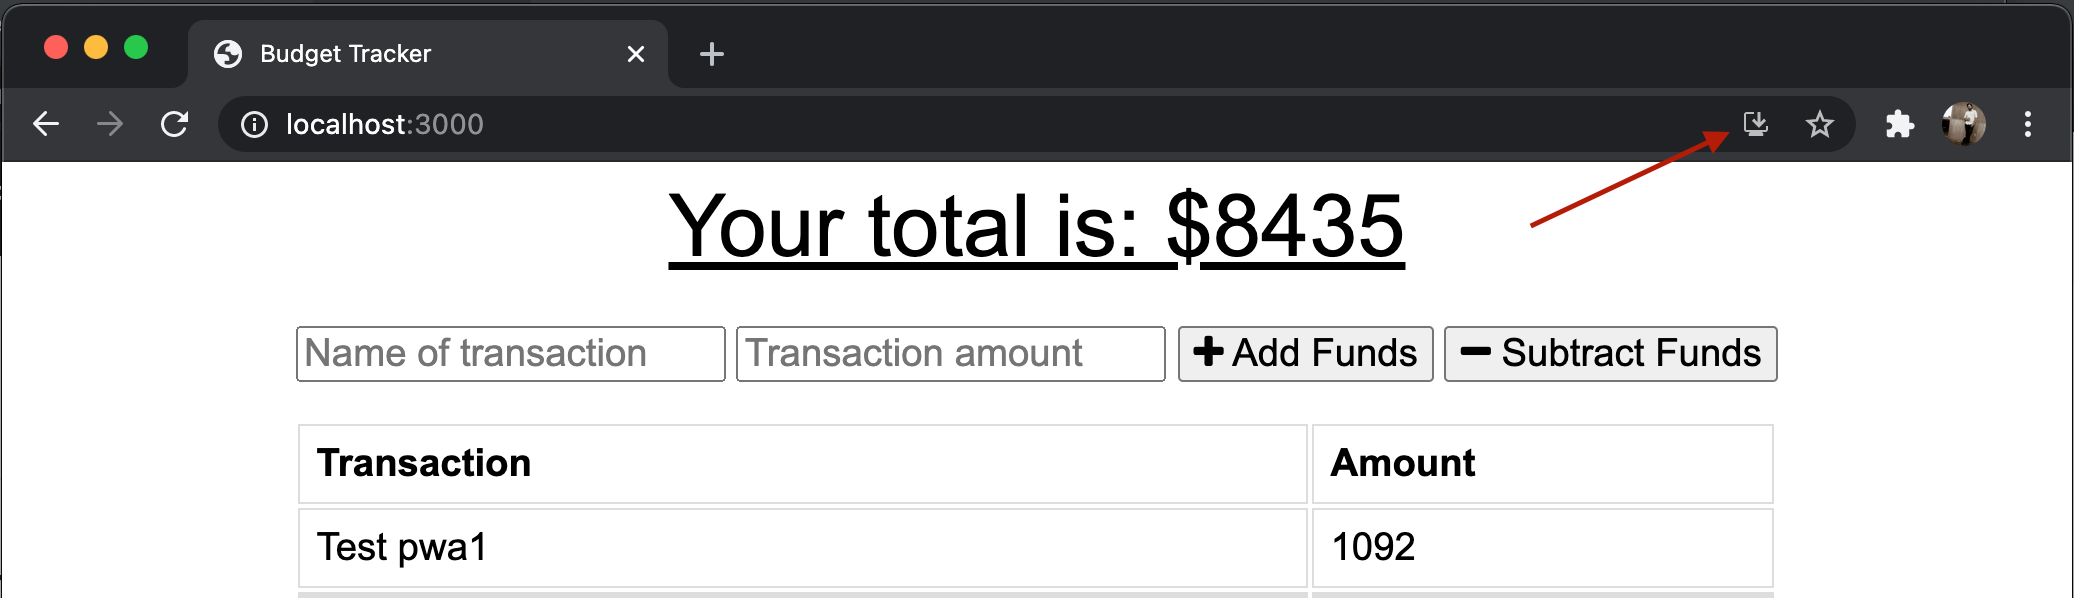 Budget Tracker
localhost:3000
Your total is: $8435
Name of transaction Transaction amount Add Funds Subtract Funds
Transaction Amount
Test pwa1 1092